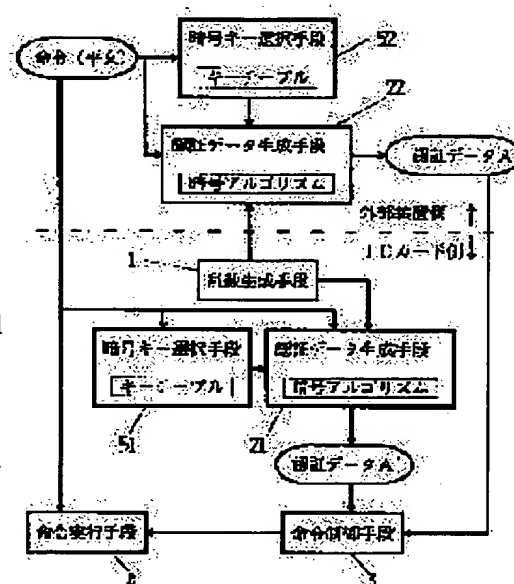 暗号キー選択手段
52
命令(平文)
キーテーブル
22
認証データ生成手段
認証データA
暗号アルゴリズム
外部装置側
ICカード側
1
乱数生成手段
暗号キー選択手段
認証データ生成手段
キーテーブル
暗号アルゴリズム
51
21
認証データA
命令実行手段
命令制御手段